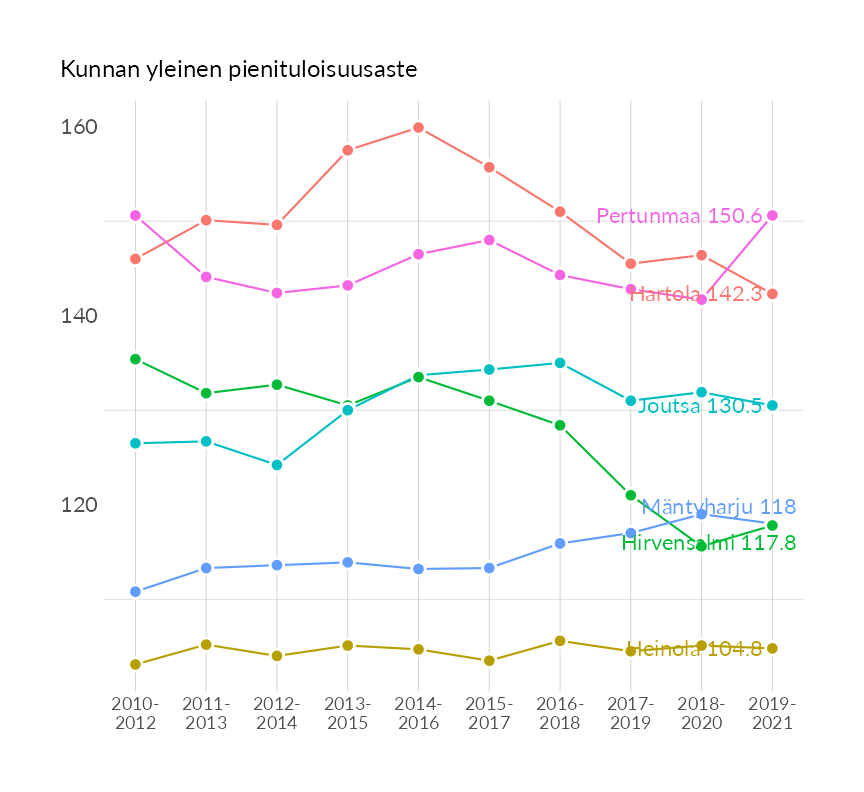 Kunnan yleinen pienituloisuusaste
160
Pertunmaa 150.6
Hartola 142.3
140
Joutsa 130.5
120
Mäntyharju 118
Hirvensalmi 117.8
Heinola 104.8
2010- 2011- 2012- 2013- 2014- 2015- 2016- 2017- 2018- 2019-
2012 2013 2014 2015 2016 2017 2018 2019 2020 2021